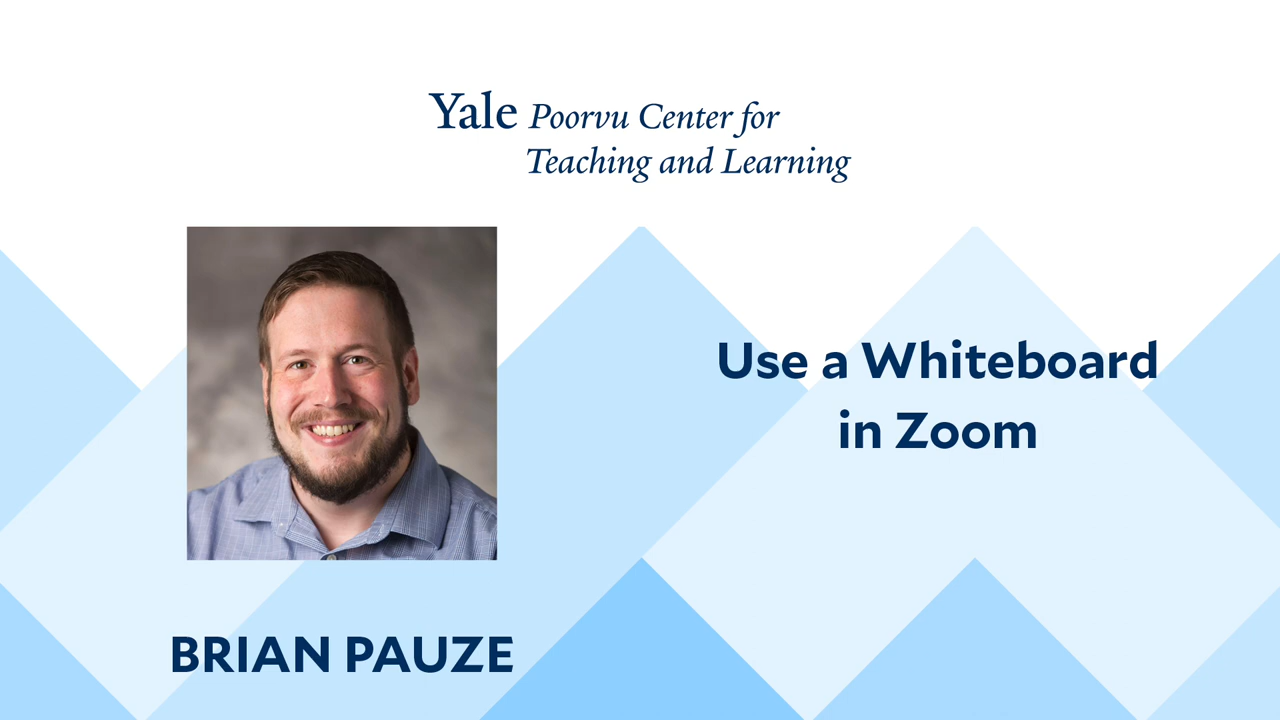 Yale Poorvu Center for
Teaching and Learning
Use a Whiteboard
in Zoom
BRIAN PAUZE